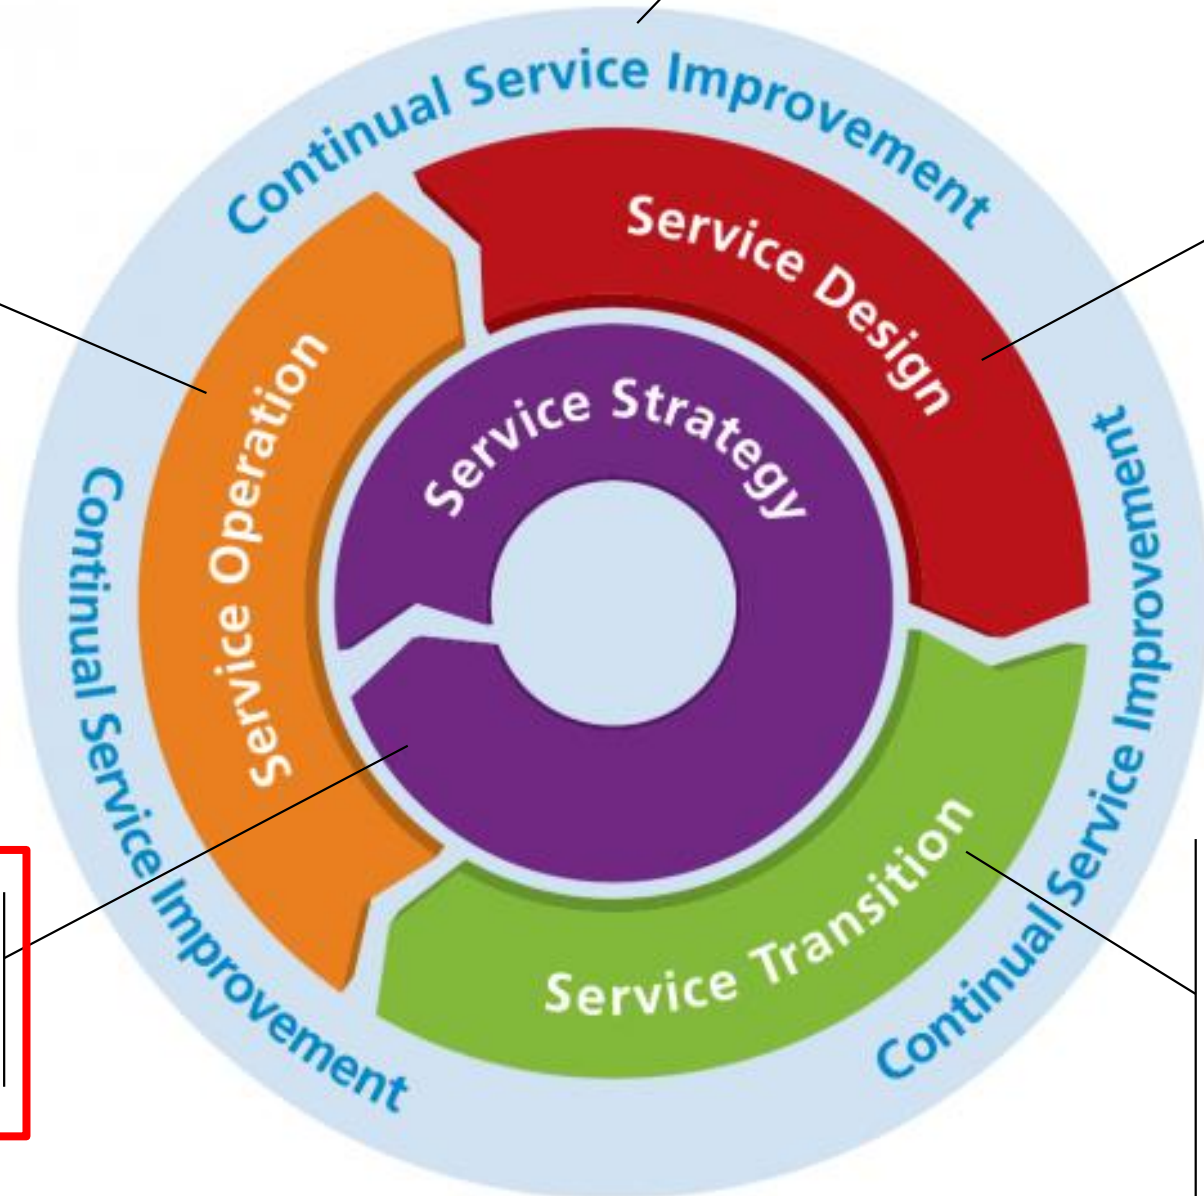 Continual Service Improvement
Service Design
Service Strategy
Service Operation
Continual Service Improvement
Continual Service Improvement
Service Transition